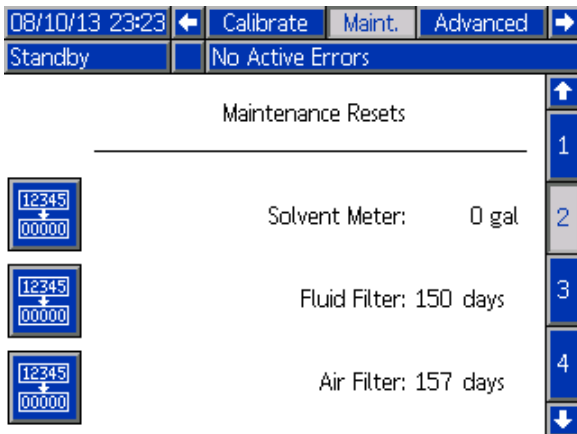 08/10/13 23:23 Calibrate Maint. Advanced
Standby No Active Errors
Maintenance Resets
1
12345
00000
Solvent Meter: 0 gal
2
12345
00000
Fluid Filter: 150 days
3
12345
00000
Air Filter: 157 days
4